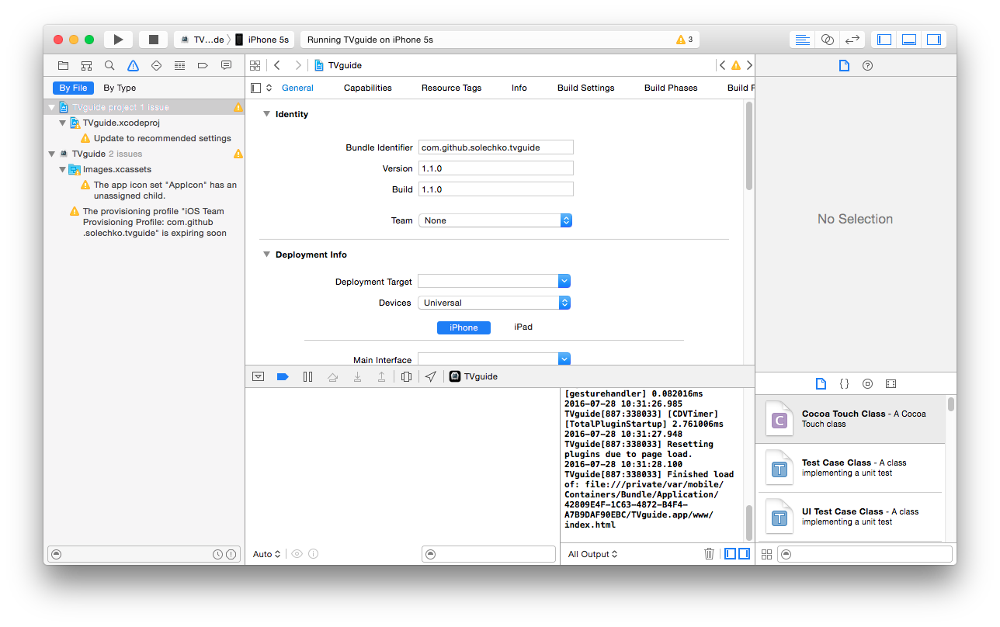 TV...de
iPhone 5s
Running TVguide on iPhone 5s
3
TVguide
By File
By Type
TVguide project 1 issue
TVguide.xcodeproj
Update to recommended settings
TVguide 2 issues
Images.xcassets
The app icon set "AppIcon" has an
unassigned child.
The provisioning profile "iOS Team
Provisioning Profile: com.github
.solechko.tvguide" is expiring soon
General
Capabilities
Resource Tags
Info
Build Settings
Build Phases
Build R
Identity
Bundle Identifier com.github.solechko.tvguide
Version 1.1.0
Build 1.1.0
Team None
Deployment Info
Deployment Target
Devices Universal
iPhone
iPad
Main Interface
TVguide
[gesturehandler] 0.082016ms
2016-07-28 10:31:26.985
TVguide[887:338033] [CDVTimer]
[TotalPluginStartup] 2.761006ms
2016-07-28 10:31:27.948
TVguide[887:338033] Resetting
plugins due to page load.
2016-07-28 10:31:28.100
TVguide[887:338033] Finished load
of: file:///private/var/mobile/
Containers/Bundle/Application/
42809E4F-1C63-4872-B4F4-
A7B9DAF90EBC/TVguide.app/www/
index.html
Auto
All Output
No Selection
{ }
C
Cocoa Touch Class - A Cocoa
Touch class
T
Test Case Class - A class
implementing a unit test
T
UI Test Case Class - A class
implementing a unit test